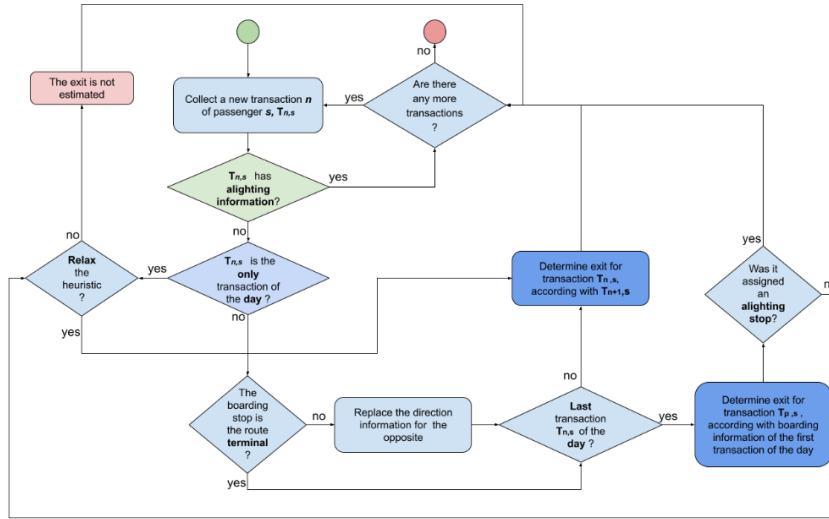 no
The exit is not
estimated
Collect a new transaction n
of passenger s, Tn,s
yes
Are there
any more
transactions
?
Tn,s has
alighting
information?
yes
no
no
Relax
the
heuristic
?
yes
Tn,s is the
only
transaction of
the day ?
yes
no
Determine exit for
transaction Tn,s,
according with Tn+1,s
yes
Was it
assigned
an
alighting
stop?
n
no
The
boarding
stop is
the route
terminal
?
no
yes
Replace the direction
information for the
opposite
Last
transaction
Tn,s of the
day ?
yes
Determine exit for
transaction Tp,s ,
according with boarding
information of the first
transaction of the day